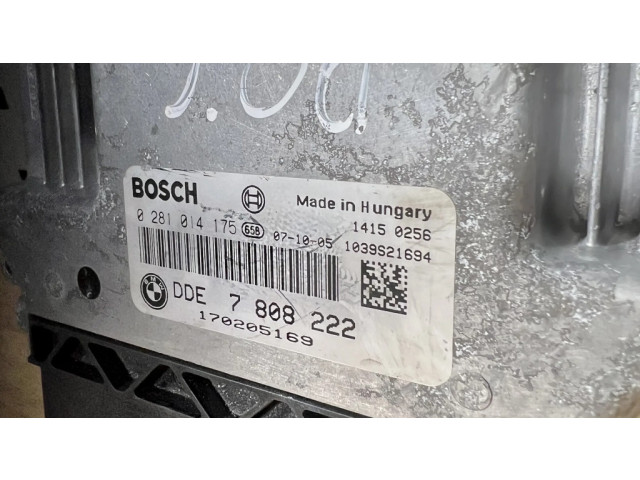 BOSCH
Made in Hungary
0 281 014 175 658 07-10-05
1415 0256
1039S21694
DDE 7 808 222
170205169